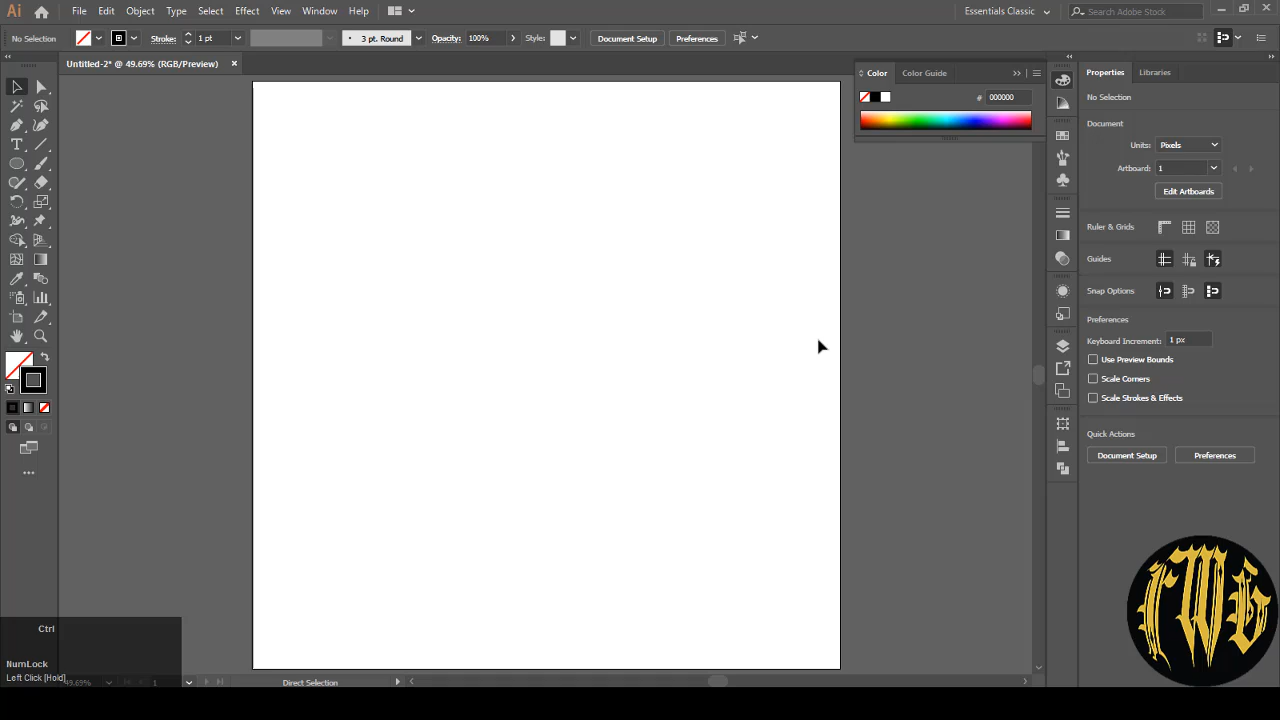 Ai File Edit Object Type Select Effect View Window Help Essentials Classic Search Adobe Stock
No Selection Stroke: 1 pt 3 pt. Round Opacity: 100% Style: Document Setup Preferences
Untitled-2* @ 49.69% (RGB/Preview)
Color Color Guide
# 000000
Properties Libraries
No Selection
Document
Units: Pixels
Artboard: 1
Edit Artboards
Ruler & Grids
Guides
Snap Options
Preferences
Keyboard Increment: 1 px
Use Preview Bounds
Scale Corners
Scale Strokes & Effects
Quick Actions
Document Setup Preferences
Ctrl
NumLock
Left Click [Hold]
49.69% 1 Direct Selection